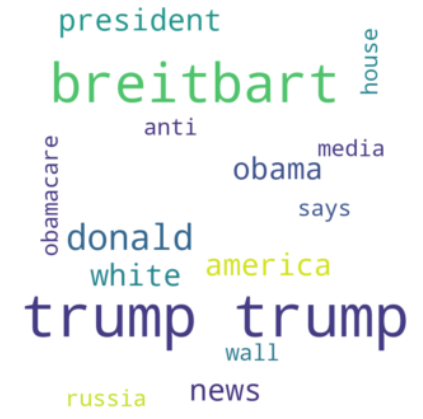 president
house
breitbart
anti
media
obamacare
obama
says
donald
america
white
trump trump
wall
news
russia